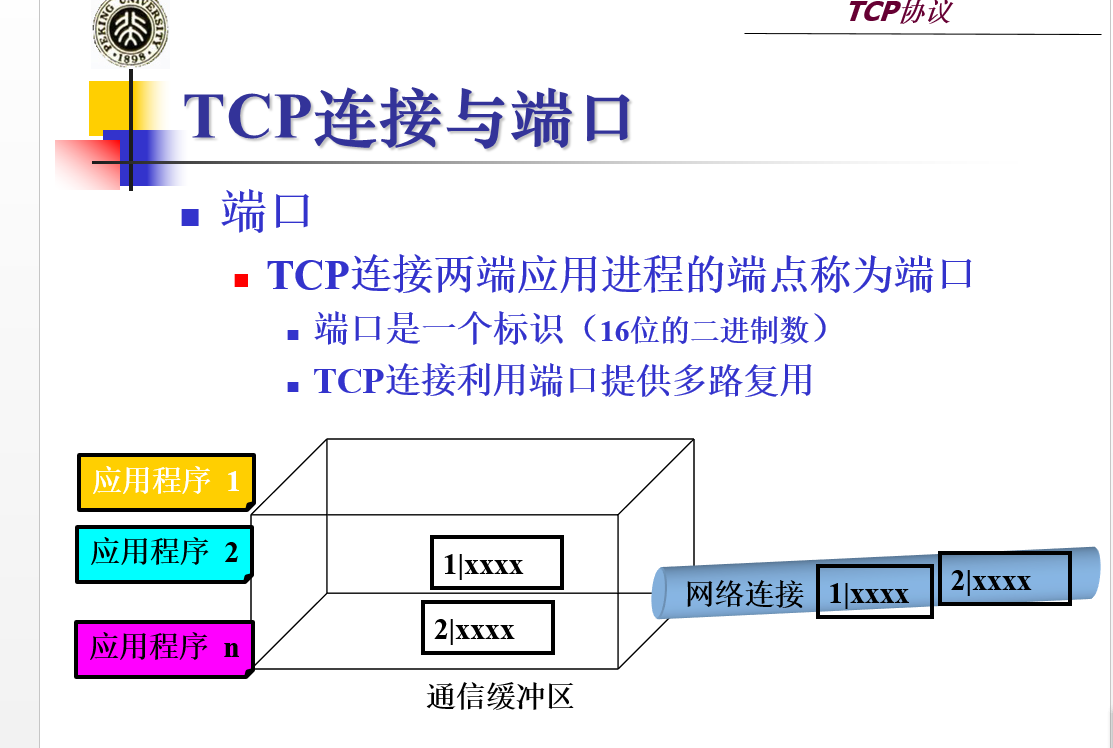 PEKING UNIVERSITY
·1898·
TCP协议
TCP连接与端口
端口
TCP连接两端应用进程的端点称为端口
端口是一个标识（16位的二进制数）
TCP连接利用端口提供多路复用
应用程序 1
应用程序 2
应用程序 n
1|xxxx
2|xxxx
通信缓冲区
网络连接
1|xxxx
2|xxxx